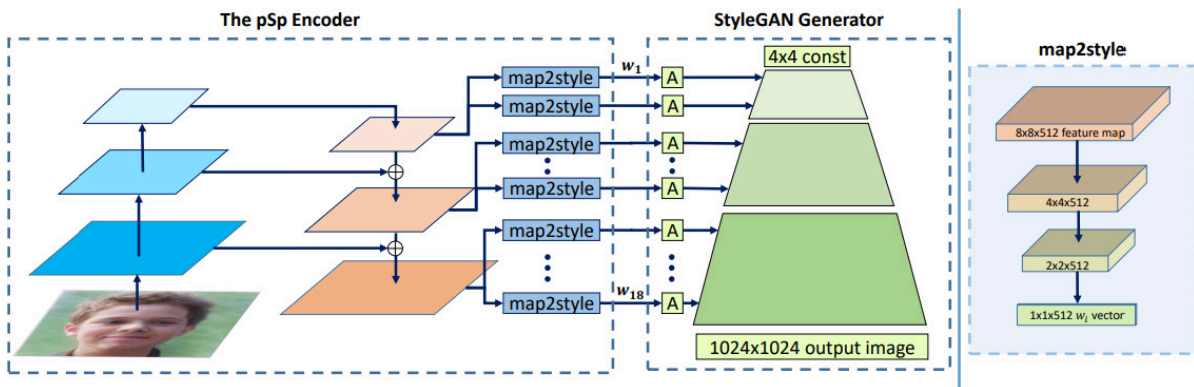 The pSp Encoder
StyleGAN Generator
map2style
map2style
map2style
map2style
map2style
map2style
w₁
w₁₈
A
A
A
A
A
A
4x4 const
1024x1024 output image
map2style
8x8x512 feature map
4x4x512
2x2x512
1x1x512 wᵢ vector